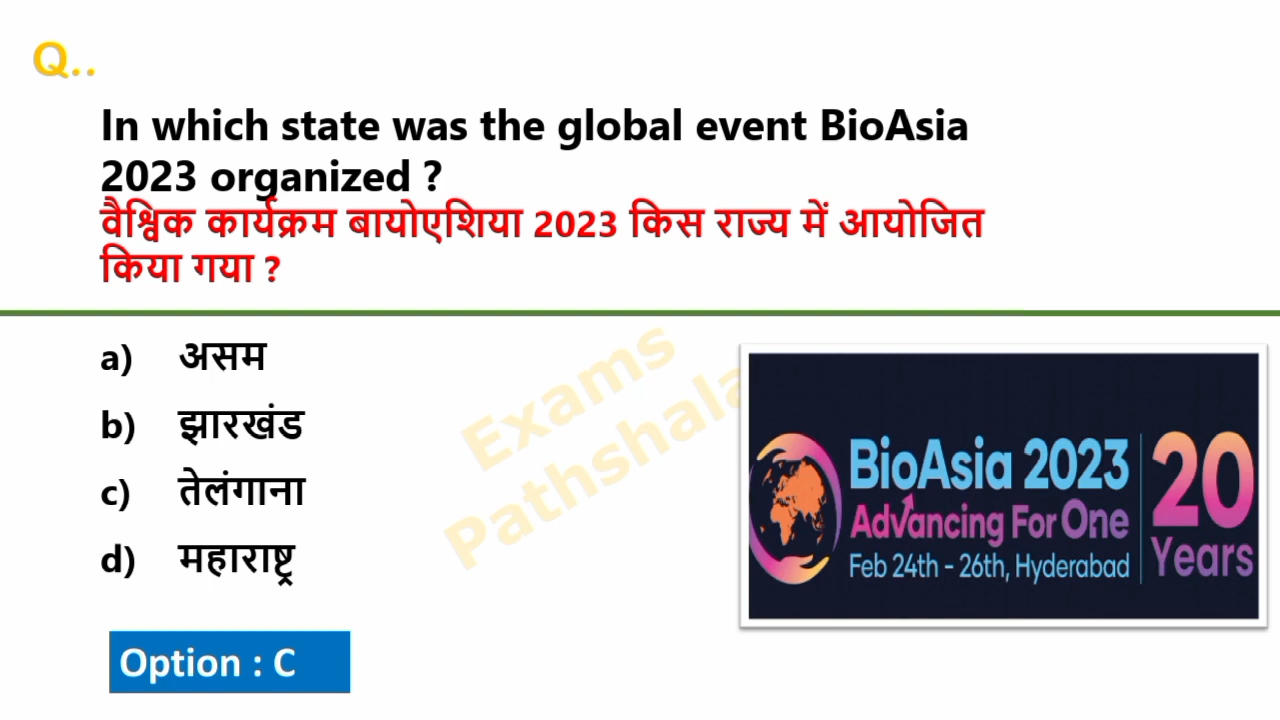 Q..
In which state was the global event BioAsia
2023 organized ?
वैश्विक कार्यक्रम बायोएशिया 2023 किस राज्य में आयोजित
किया गया ?
a) असम
b) झारखंड
c) तेलंगाना
d) महाराष्ट्र
Exams
Pathshala
BioAsia 2023
Advancing For One
Feb 24th - 26th, Hyderabad
20
Years
Option : C